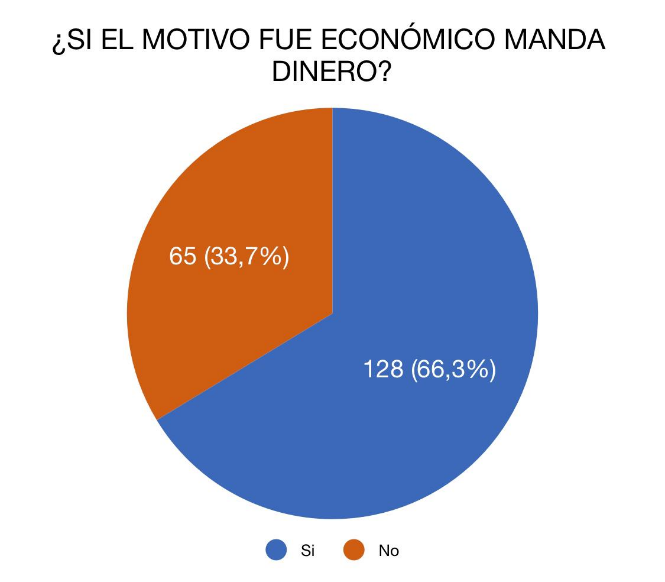 ¿SI EL MOTIVO FUE ECONÓMICO MANDA
DINERO?
65 (33,7%)
128 (66,3%)
Si No